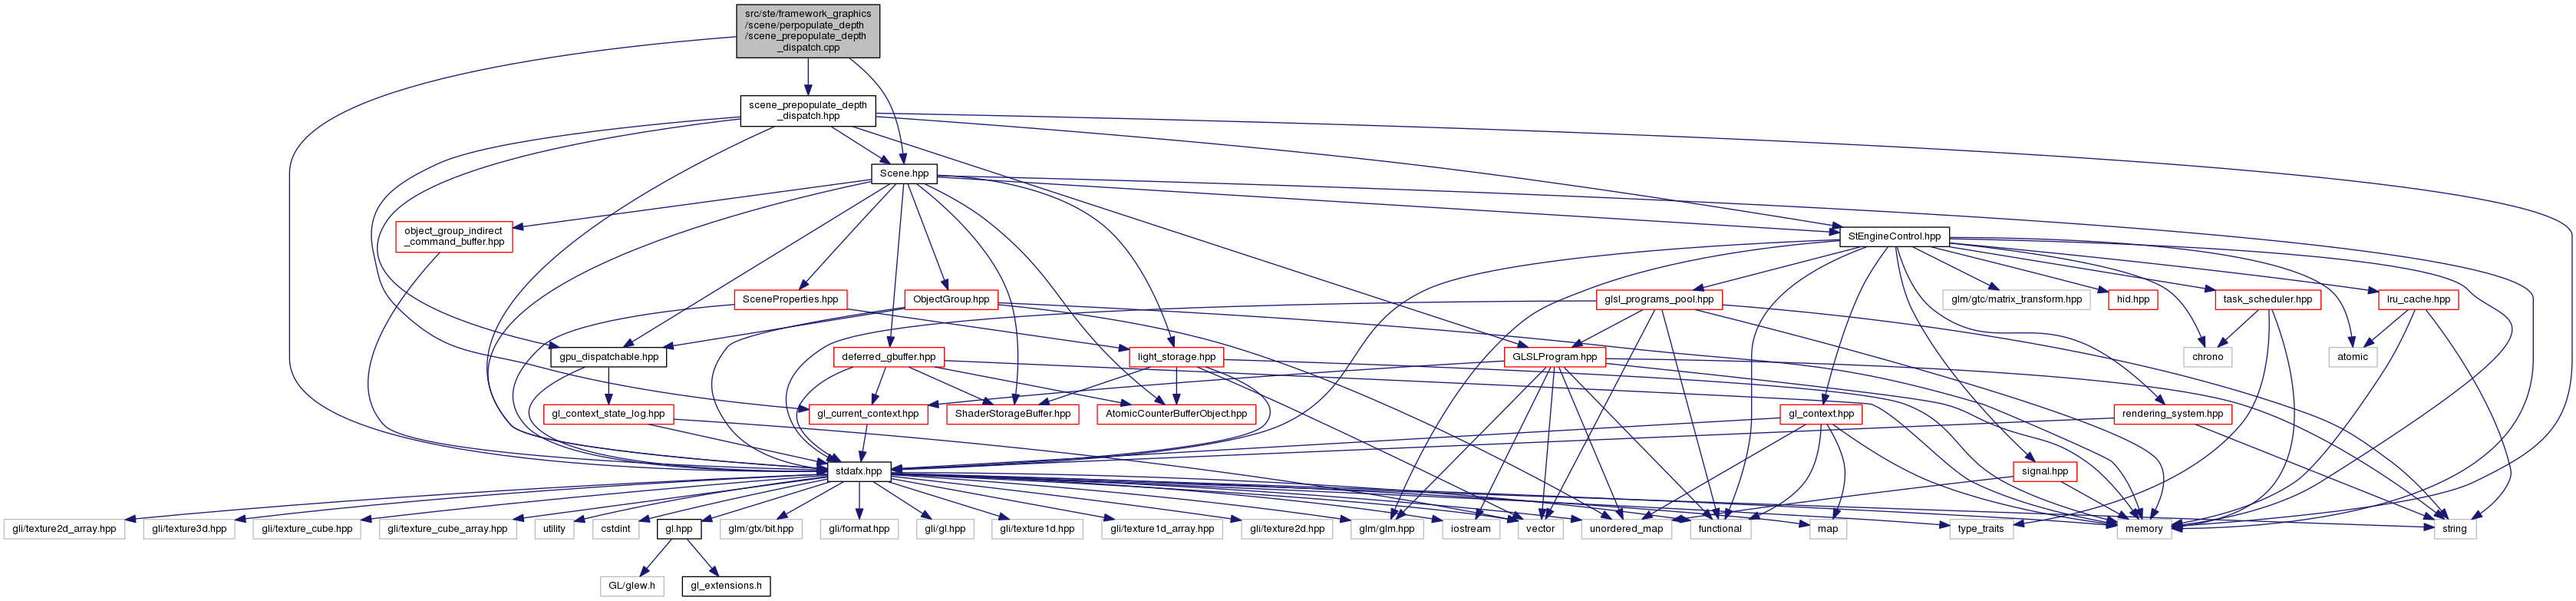 src/ste/framework_graphics
/scene/perpopulate_depth
/scene_prepopulate_depth
_dispatch.cpp
scene_prepopulate_depth
_dispatch.hpp
Scene.hpp
object_group_indirect
_command_buffer.hpp
StEngineControl.hpp
SceneProperties.hpp
ObjectGroup.hpp
glsl_programs_pool.hpp
glm/gtc/matrix_transform.hpp
hid.hpp
task_scheduler.hpp
lru_cache.hpp
gpu_dispatchable.hpp
deferred_gbuffer.hpp
light_storage.hpp
GLSLProgram.hpp
chrono
atomic
gl_context_state_log.hpp
gl_current_context.hpp
ShaderStorageBuffer.hpp
AtomicCounterBufferObject.hpp
gl_context.hpp
rendering_system.hpp
stdafx.hpp
signal.hpp
gli/texture2d_array.hpp
gli/texture3d.hpp
gli/texture_cube.hpp
gli/texture_cube_array.hpp
utility
cstdint
gl.hpp
glm/gtx/bit.hpp
gli/format.hpp
gli/gl.hpp
gli/texture1d.hpp
gli/texture1d_array.hpp
gli/texture2d.hpp
glm/glm.hpp
iostream
vector
unordered_map
functional
map
type_traits
memory
string
GL/glew.h
gl_extensions.h